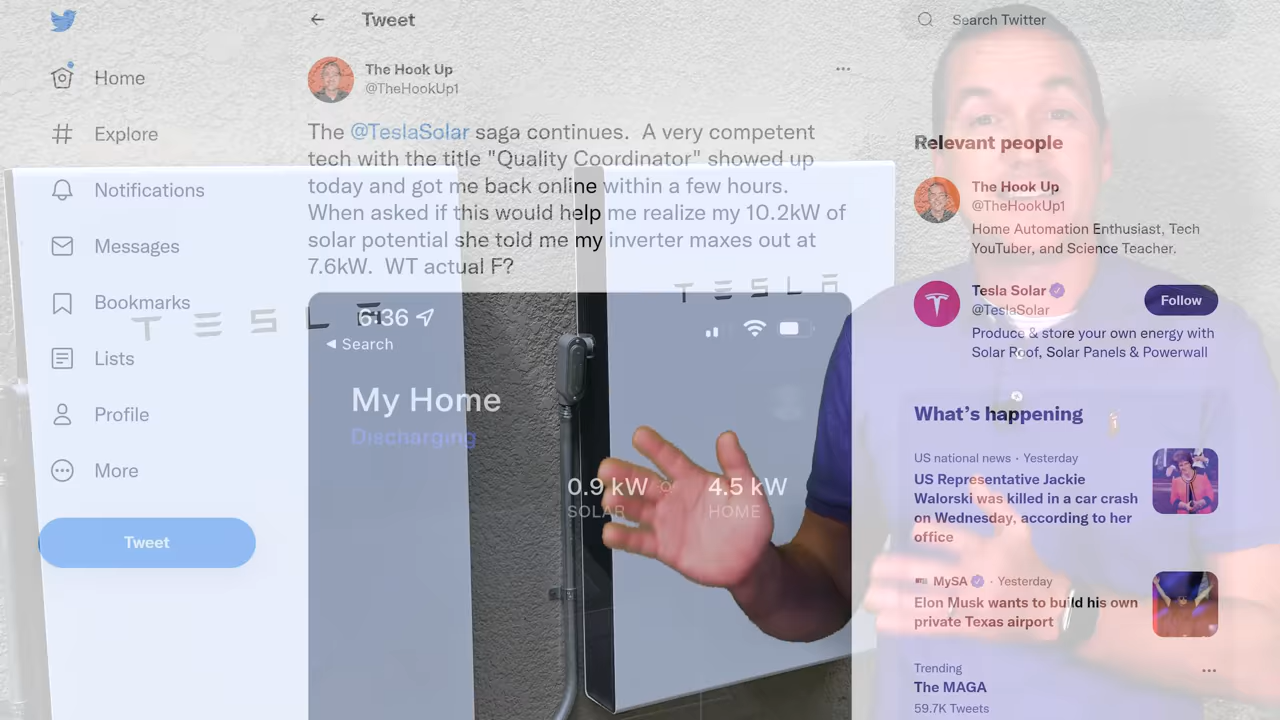 Tweet
Search Twitter
Home
Explore
Notifications
Messages
Bookmarks
Lists
Profile
More
Tweet
The Hook Up
@TheHookUp1
The @TeslaSolar saga continues. A very competent
tech with the title "Quality Coordinator" showed up
today and got me back online within a few hours.
When asked if this would help me realize my 10.2kW of
solar potential she told me my inverter maxes out at
7.6kW. WT actual F?
TESLA
TESLA
6:36
Search
My Home
Discharging
0.9 kW
SOLAR
4.5 kW
HOME
Relevant people
The Hook Up
@TheHookUp1
Home Automation Enthusiast, Tech
YouTuber, and Science Teacher.
Tesla Solar
@TeslaSolar
Follow
Produce & store your own energy with
Solar Roof, Solar Panels & Powerwall
What's happening
US national news · Yesterday
US Representative Jackie
Walorski was killed in a car crash
on Wednesday, according to her
office
MySA · Yesterday
Elon Musk wants to build his own
private Texas airport
Trending
The MAGA
59.7K Tweets